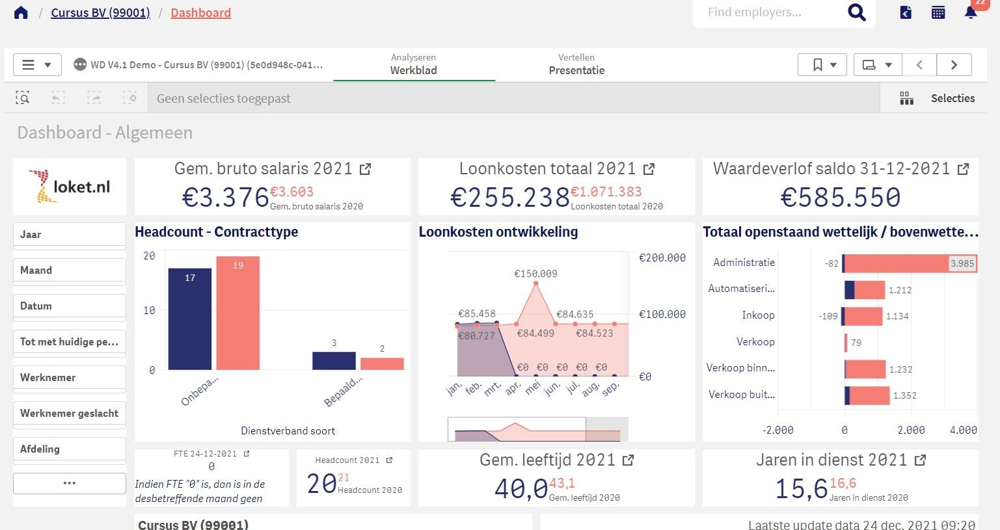 / Cursus BV (99001) / Dashboard
Find employers...
22
WD V4.1 Demo - Cursus BV (99001) (5e0d948c-041...
Analyseren
Werkblad
Vertellen
Presentatie
Geen selecties toegepast
Selecties
Dashboard - Algemeen
loket.nl
Jaar
Maand
Datum
Tot met huidige pe...
Werknemer
Werknemer geslacht
Afdeling
...
Gem. bruto salaris 2021
€3.376
€3.603
Gem. bruto salaris 2020
Loonkosten totaal 2021
€255.238
€1.071.383
Loonkosten totaal 2020
Waardeverlof saldo 31-12-2021
€585.550
Headcount - Contracttype
20
10
0
17
19
3
2
Onbepa...
Bepaald...
Dienstverband soort
Loonkosten ontwikkeling
€200.000
€100.000
€0
€150.009
€85.458
€84.635
€80.727
€84.499
€84.523
€0 €0 €0 €0 €0
jan. feb. mrt. apr. mei jun. jul. aug. sep.
Totaal openstaand wettelijk / bovenwette...
Administratie -82 3.985
Automatiseri... 1.212
Inkoop -109 1.134
Verkoop 79
Verkoop binn... 1.232
Verkoop buit... 1.352
-2.000 0 2.000 4.000
FTE 24-12-2021
0
Indien FTE "0" is, dan is in de
desbetreffende maand geen
Headcount 2021
20
21
Headcount 2020
Gem. leeftijd 2021
40,0
43,1
Gem. leeftijd 2020
Jaren in dienst 2021
15,6
16,6
Jaren in dienst 2020
Cursus BV (99001)
Laatste update data 24 dec. 2021 09:20